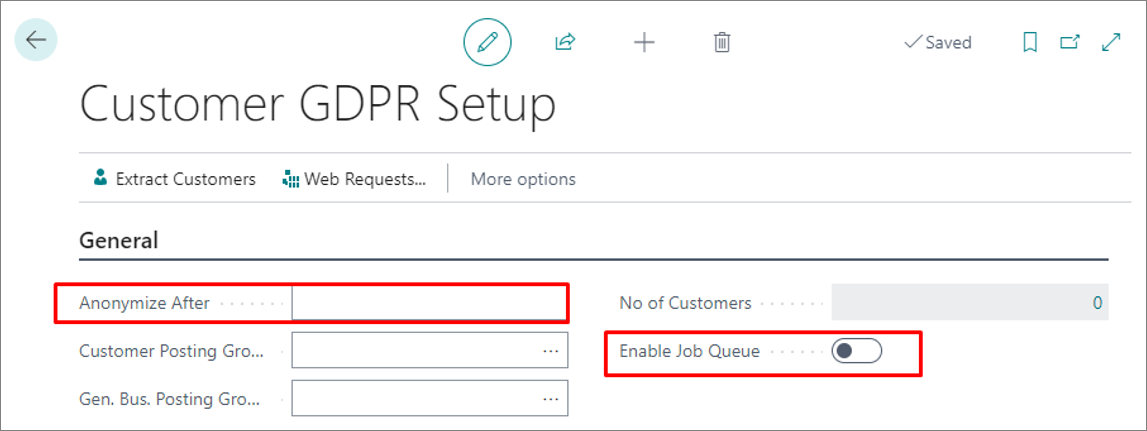 Saved
Customer GDPR Setup
Extract Customers Web Requests... More options
General
Anonymize After No of Customers 0
Customer Posting Gro... Enable Job Queue
Gen. Bus. Posting Gro...